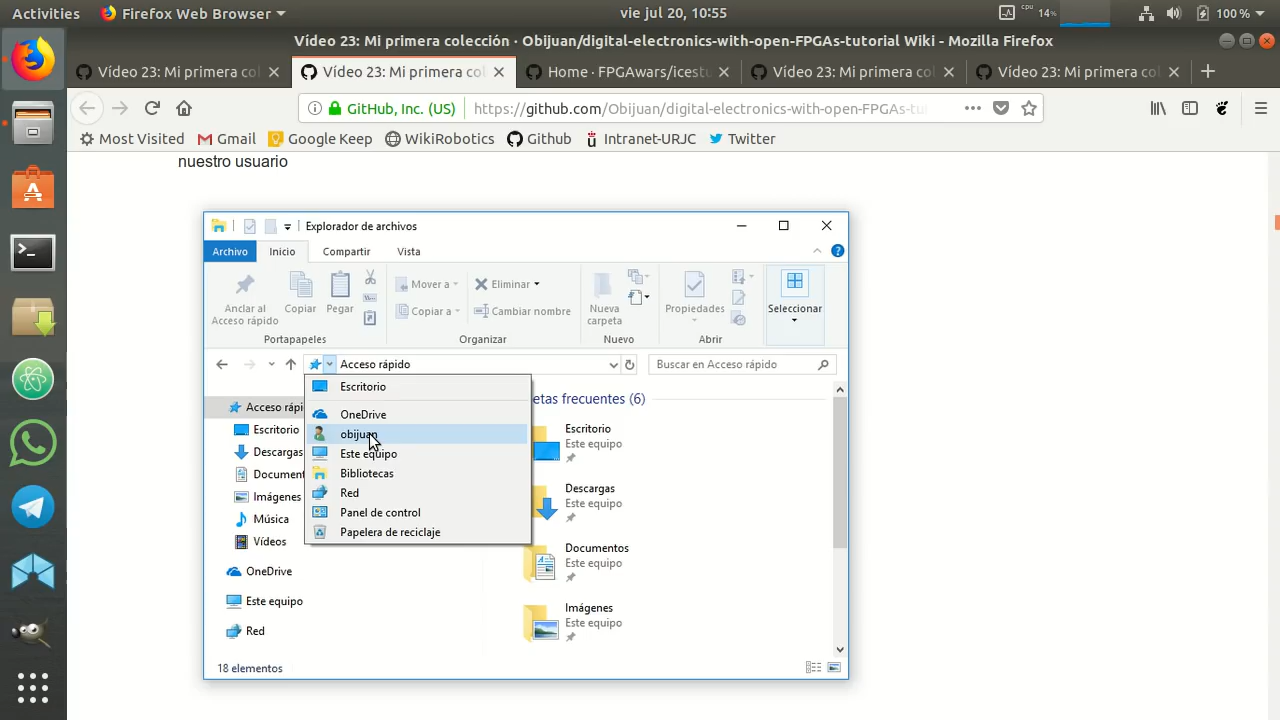 Activities
Firefox Web Browser
vie jul 20, 10:55
cpu
14%
100 %
Vídeo 23: Mi primera colección · Obijuan/digital-electronics-with-open-FPGAs-tutorial Wiki - Mozilla Firefox
Vídeo 23: Mi primera col
Vídeo 23: Mi primera col
Home · FPGAwars/icestu
Vídeo 23: Mi primera co
Vídeo 23: Mi primera col
GitHub, Inc. (US)
https://github.com/Obijuan/digital-electronics-with-open-FPGAs-tu
Most Visited
Gmail
Google Keep
WikiRobotics
Github
Intranet-URJC
Twitter
nuestro usuario
Explorador de archivos
Archivo
Inicio
Compartir
Vista
Anclar al
Acceso rápido
Copiar
Pegar
Mover a
Copiar a
Eliminar
Cambiar nombre
Nueva
carpeta
Propiedades
Seleccionar
Portapapeles
Organizar
Nuevo
Abrir
Acceso rápido
Buscar en Acceso rápido
Escritorio
OneDrive
obijuan
Este equipo
Bibliotecas
Red
Panel de control
Papelera de reciclaje
Acceso rápi
Escritorio
Descargas
Document
Imágenes
Música
Vídeos
OneDrive
Este equipo
Red
etas frecuentes (6)
Escritorio
Este equipo
Descargas
Este equipo
Documentos
Este equipo
Imágenes
Este equipo
18 elementos